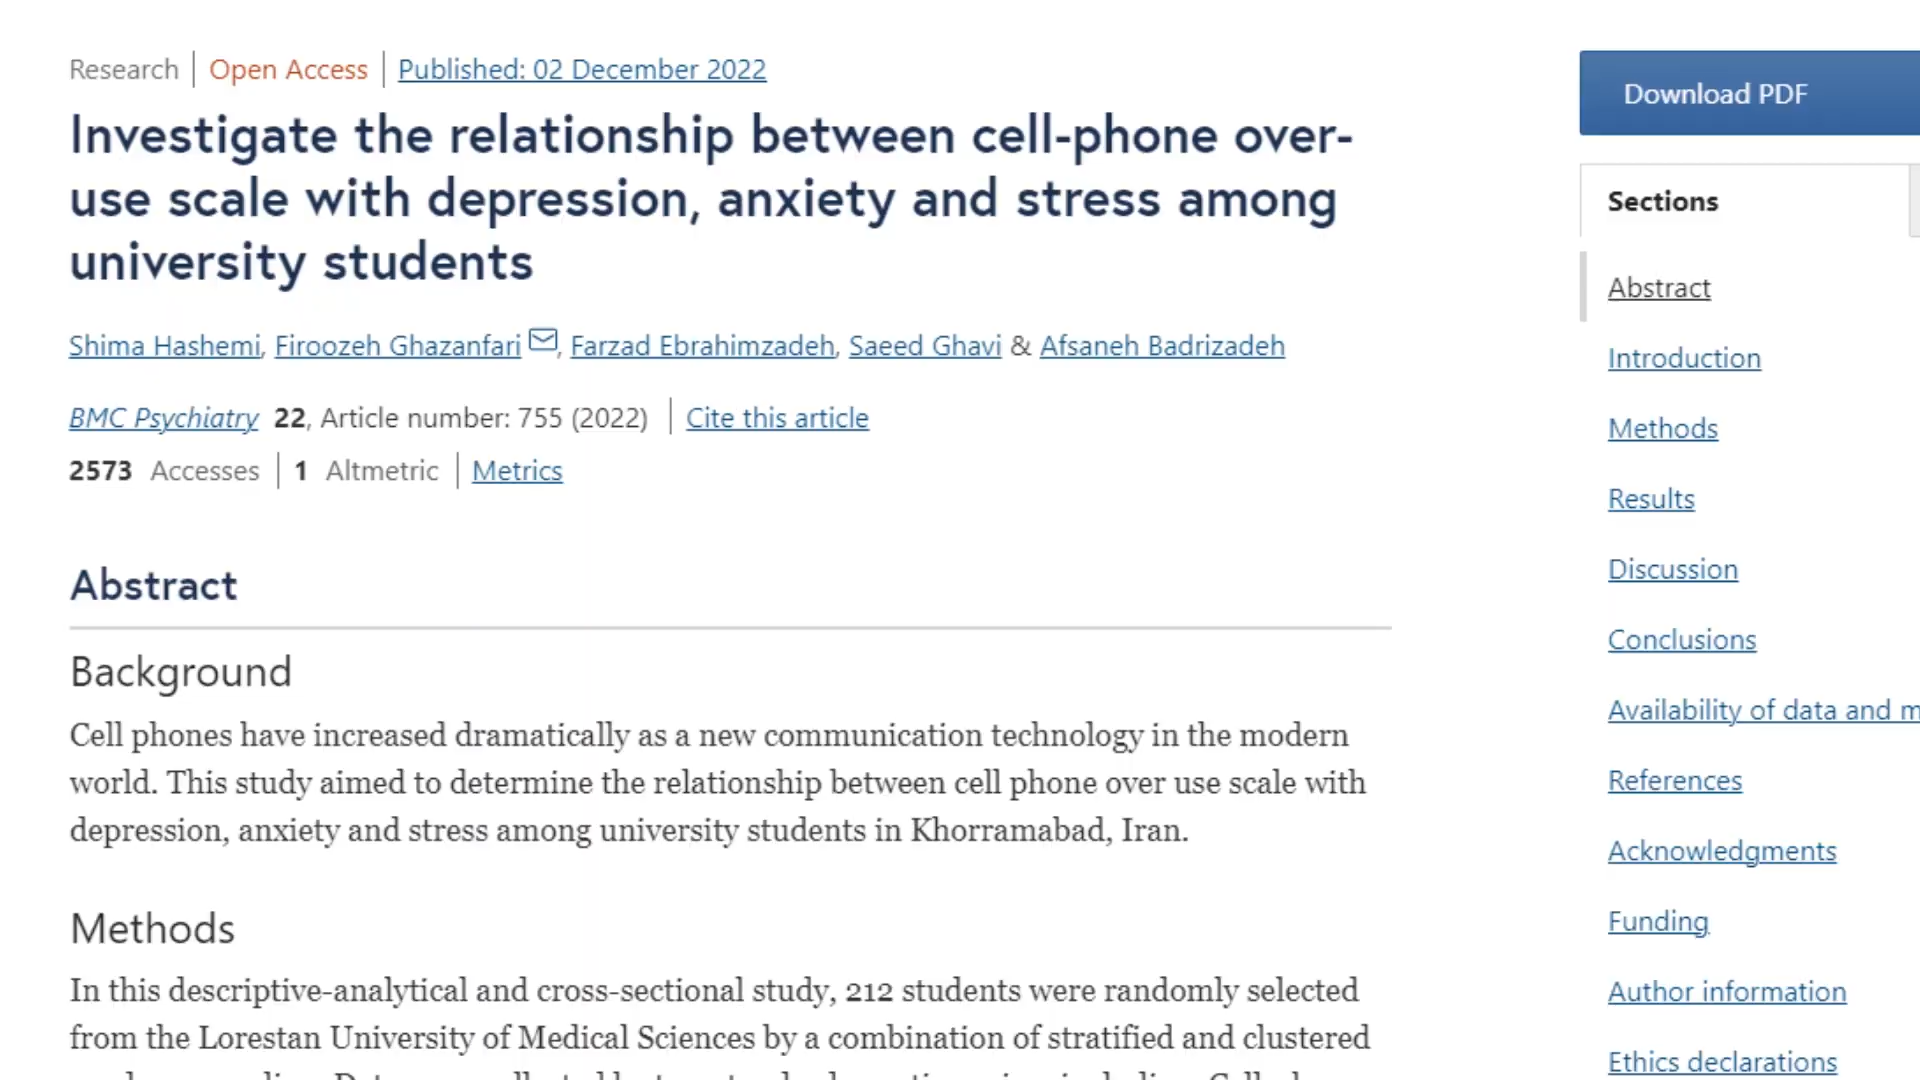 Research | Open Access | Published: 02 December 2022
Investigate the relationship between cell-phone over-
use scale with depression, anxiety and stress among
university students
Shima Hashemi, Firoozeh Ghazanfari, Farzad Ebrahimzadeh, Saeed Ghavi & Afsaneh Badrizadeh
BMC Psychiatry 22, Article number: 755 (2022) | Cite this article
2573 Accesses | 1 Altmetric | Metrics
Abstract
Background
Cell phones have increased dramatically as a new communication technology in the modern
world. This study aimed to determine the relationship between cell phone over use scale with
depression, anxiety and stress among university students in Khorramabad, Iran.
Methods
In this descriptive-analytical and cross-sectional study, 212 students were randomly selected
from the Lorestan University of Medical Sciences by a combination of stratified and clustered
Download PDF
Sections
Abstract
Introduction
Methods
Results
Discussion
Conclusions
Availability of data and m
References
Acknowledgments
Funding
Author information
Ethics declarations